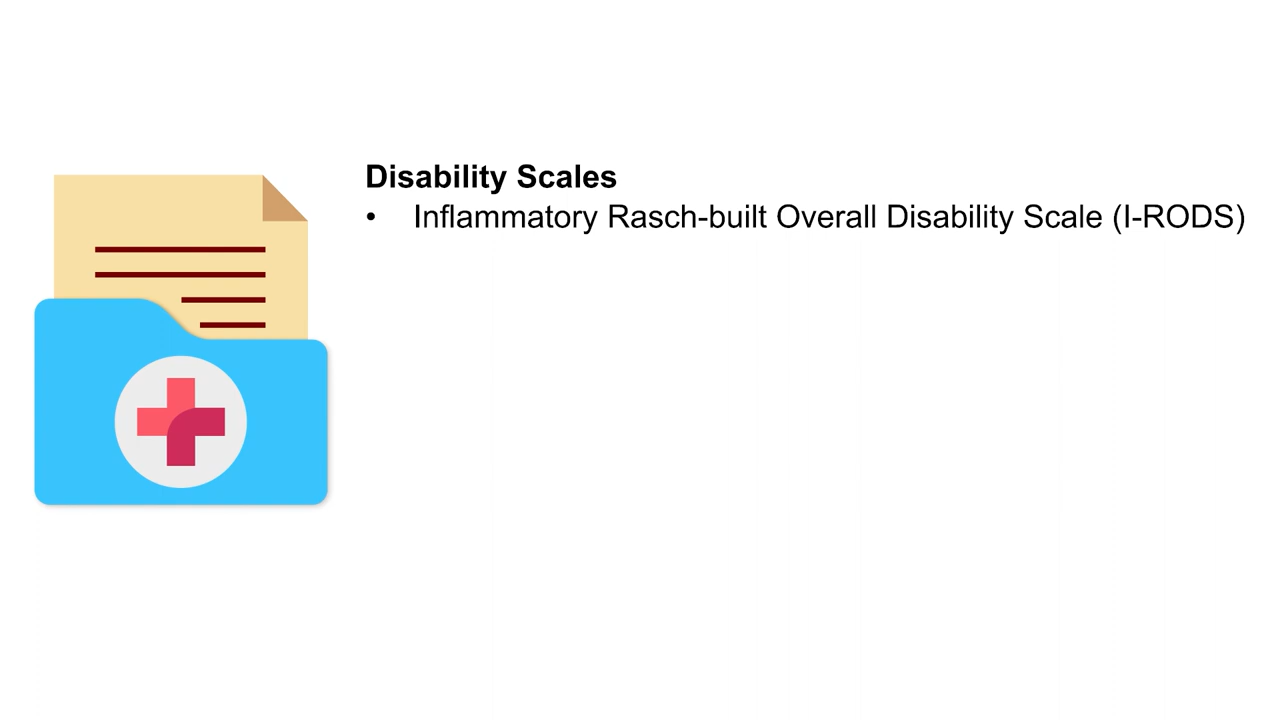 Disability Scales
• Inflammatory Rasch-built Overall Disability Scale (I-RODS)